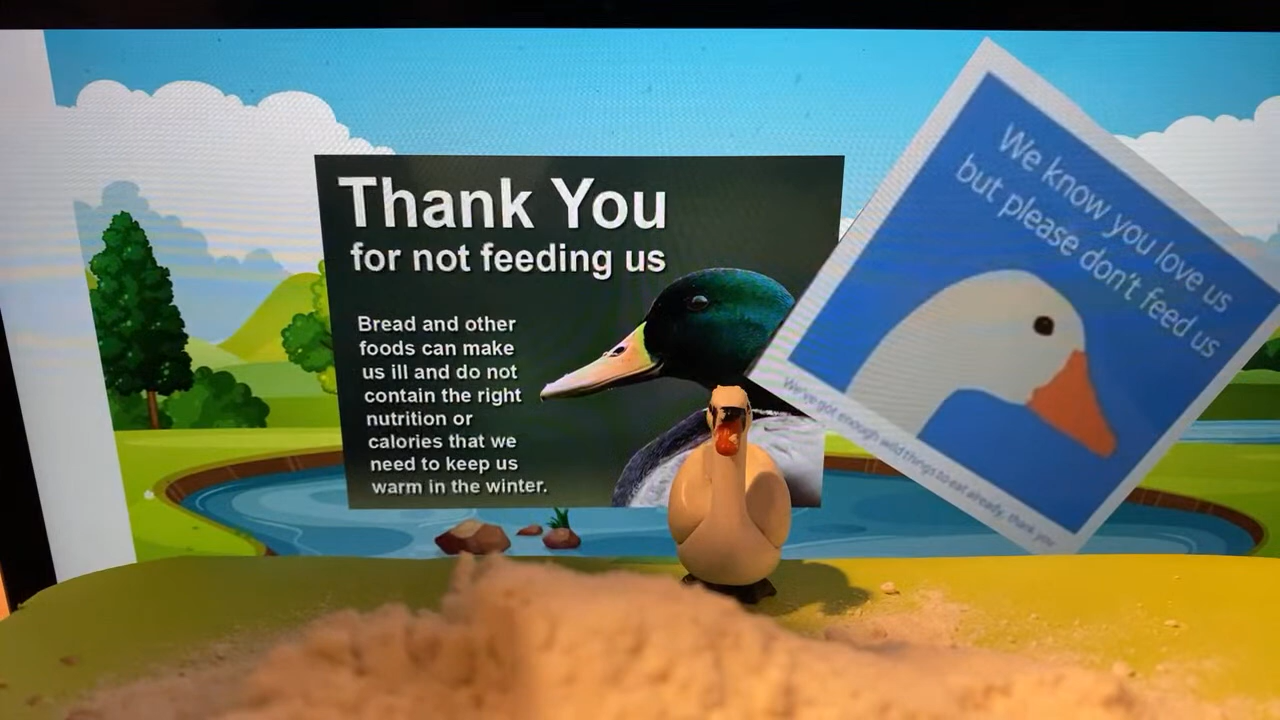 Thank You
for not feeding us
Bread and other
foods can make
us ill and do not
contain the right
nutrition or
calories that we
need to keep us
warm in the winter.
We know you love us
but please don't feed us
We've got enough wild things to eat already, thank you